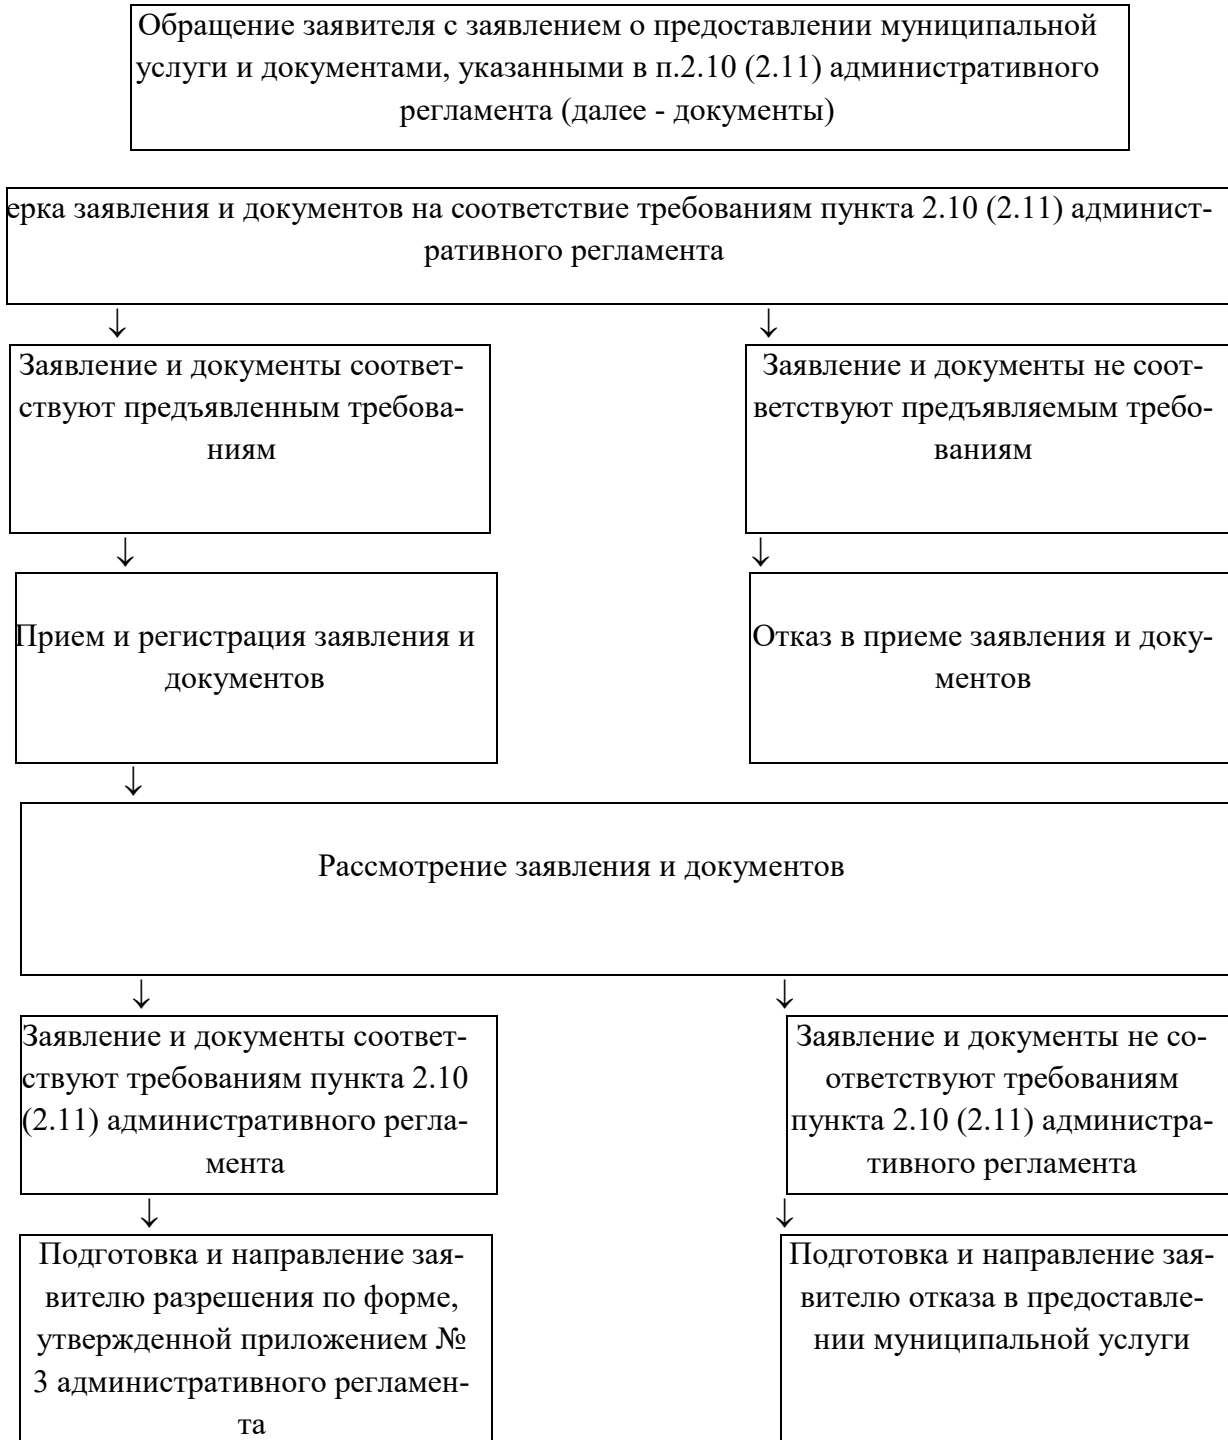 Обращение заявителя с заявлением о предоставлении муниципальной
услуги и документами, указанными в п.2.10 (2.11) административного
регламента (далее - документы)
ерка заявления и документов на соответствие требованиям пункта 2.10 (2.11) админист-
ративного регламента
↓
↓
Заявление и документы соответ-
ствуют предъявленным требова-
ниям
Заявление и документы не соот-
ветствуют предъявляемым требо-
ваниям
↓
↓
Прием и регистрация заявления и
документов
Отказ в приеме заявления и доку-
ментов
↓
Рассмотрение заявления и документов
↓
↓
Заявление и документы соответ-
ствуют требованиям пункта 2.10
(2.11) административного регла-
мента
Заявление и документы не со-
ответствуют требованиям
пункта 2.10 (2.11) администра-
тивного регламента
↓
↓
Подготовка и направление зая-
вителю разрешения по форме,
утвержденной приложением №
3 административного регламен-
та
Подготовка и направление зая-
вителю отказа в предоставле-
нии муниципальной услуги